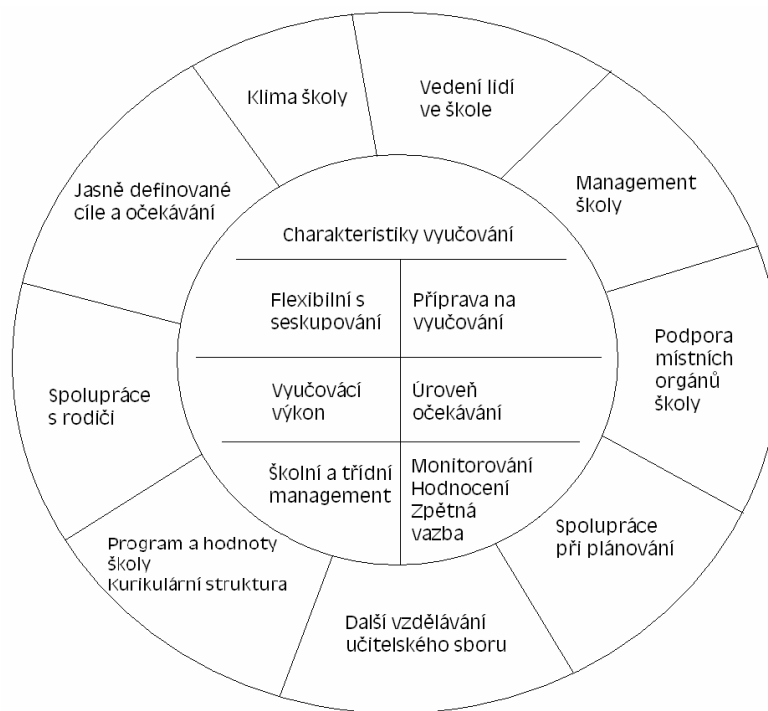 Klima školy
Vedení lidí
ve škole
Management
školy
Podpora
místních
orgánů
školy
Spolupráce
při plánování
Další vzdělávání
učitelského sboru
Program a hodnoty
školy
Kurikulární struktura
Spolupráce
s rodiči
Jasně definované
cíle a očekávání
Charakteristiky vyučování
Flexibilní s
seskupování
Příprava na
vyučování
Vyučovácí
výkon
Úroveň
očekávání
Školní a třídní
management
Monitorování
Hodnocení
Zpětná
vazba